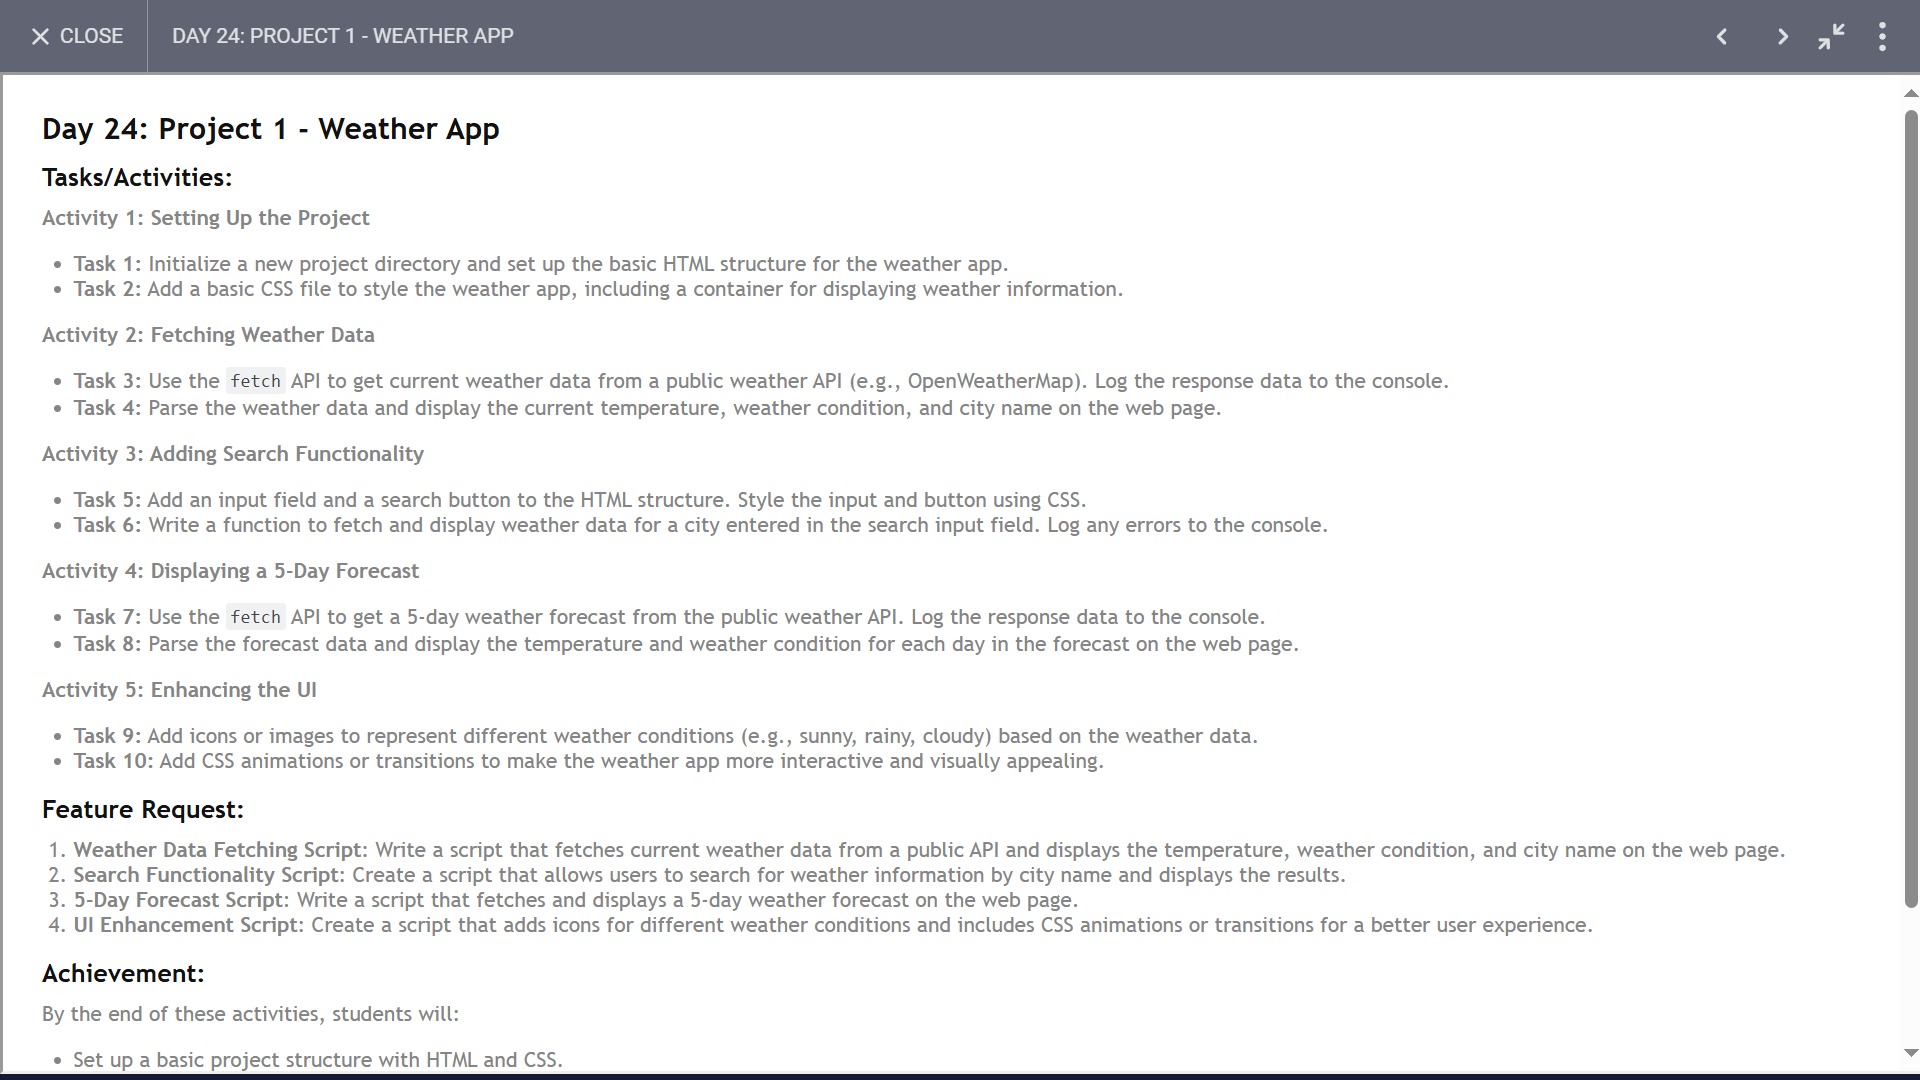 CLOSE
DAY 24: PROJECT 1 - WEATHER APP
Day 24: Project 1 - Weather App
Tasks/Activities:
Activity 1: Setting Up the Project
• Task 1: Initialize a new project directory and set up the basic HTML structure for the weather app.
• Task 2: Add a basic CSS file to style the weather app, including a container for displaying weather information.
Activity 2: Fetching Weather Data
• Task 3: Use the fetch API to get current weather data from a public weather API (e.g., OpenWeatherMap). Log the response data to the console.
• Task 4: Parse the weather data and display the current temperature, weather condition, and city name on the web page.
Activity 3: Adding Search Functionality
• Task 5: Add an input field and a search button to the HTML structure. Style the input and button using CSS.
• Task 6: Write a function to fetch and display weather data for a city entered in the search input field. Log any errors to the console.
Activity 4: Displaying a 5-Day Forecast
• Task 7: Use the fetch API to get a 5-day weather forecast from the public weather API. Log the response data to the console.
• Task 8: Parse the forecast data and display the temperature and weather condition for each day in the forecast on the web page.
Activity 5: Enhancing the UI
• Task 9: Add icons or images to represent different weather conditions (e.g., sunny, rainy, cloudy) based on the weather data.
• Task 10: Add CSS animations or transitions to make the weather app more interactive and visually appealing.
Feature Request:
1. Weather Data Fetching Script: Write a script that fetches current weather data from a public API and displays the temperature, weather condition, and city name on the web page.
2. Search Functionality Script: Create a script that allows users to search for weather information by city name and displays the results.
3. 5-Day Forecast Script: Write a script that fetches and displays a 5-day weather forecast on the web page.
4. UI Enhancement Script: Create a script that adds icons for different weather conditions and includes CSS animations or transitions for a better user experience.
Achievement:
By the end of these activities, students will:
• Set up a basic project structure with HTML and CSS.